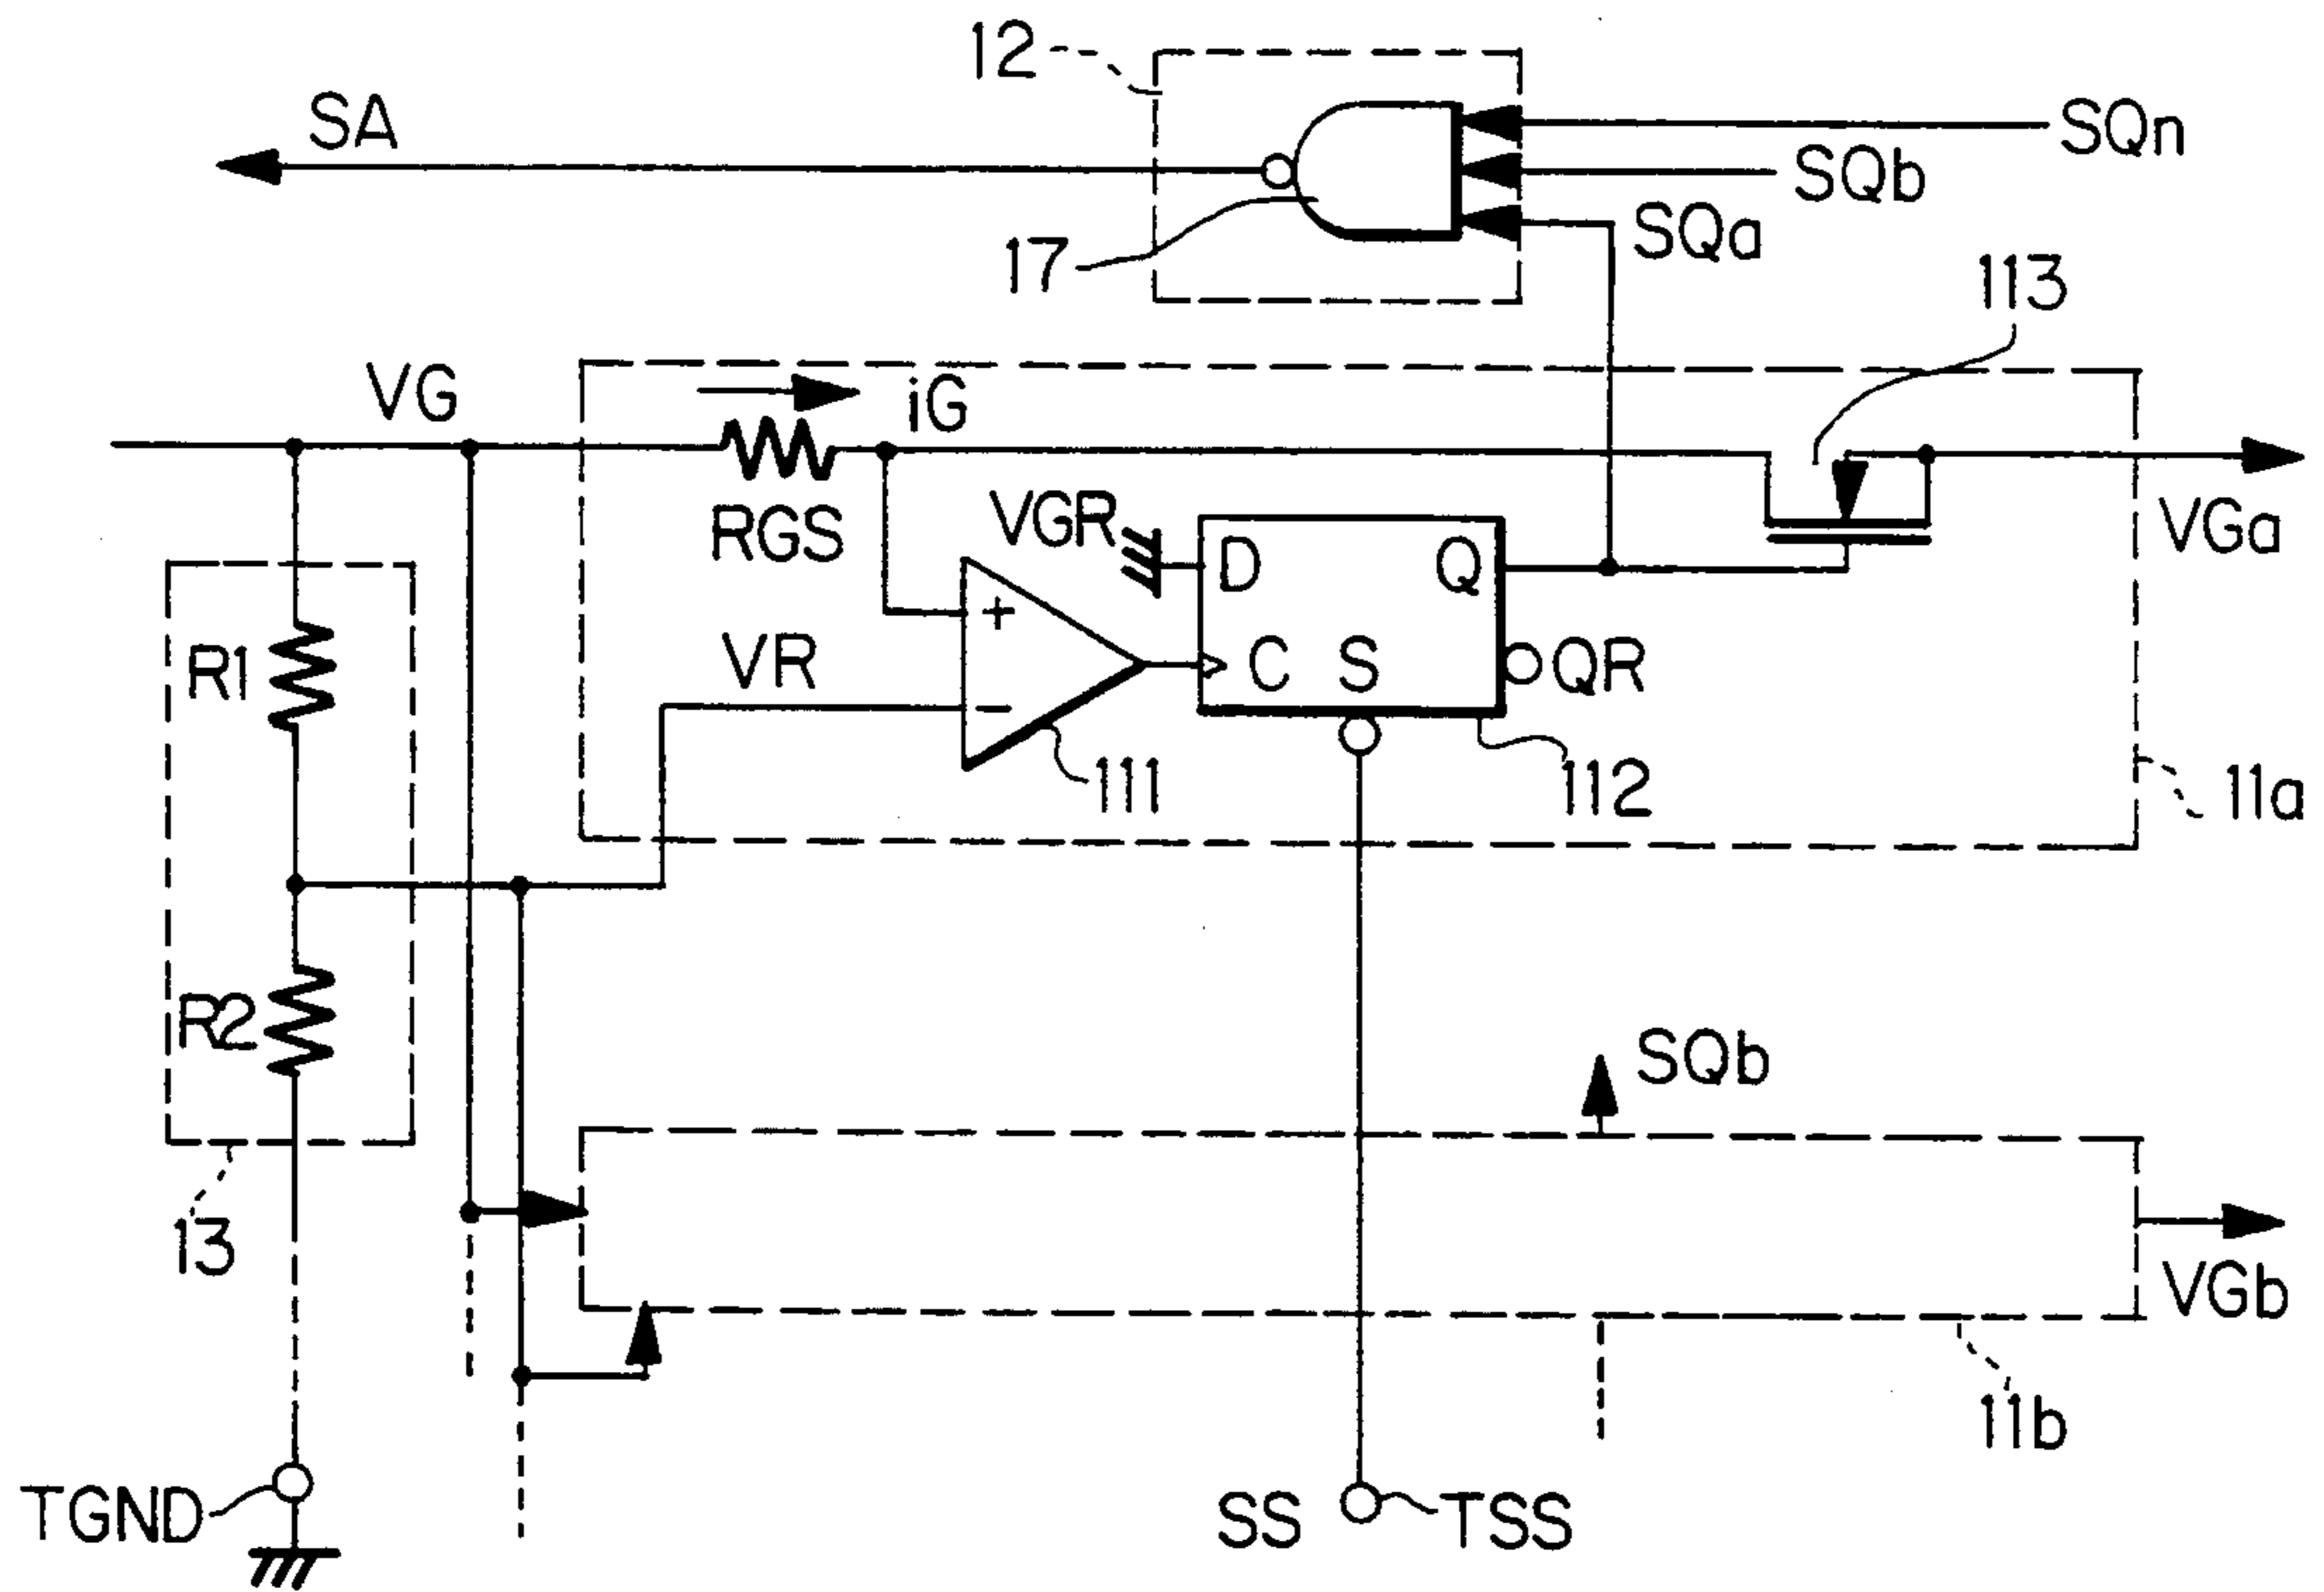 12
SA
SQn
SQb
SQa
17
113
VG
iG
RGS
VGR
D
Q
VGa
+
R1
VR
C
S
QR
−
111
112
11a
R2
SQb
13
VGb
11b
TGND
SS
TSS